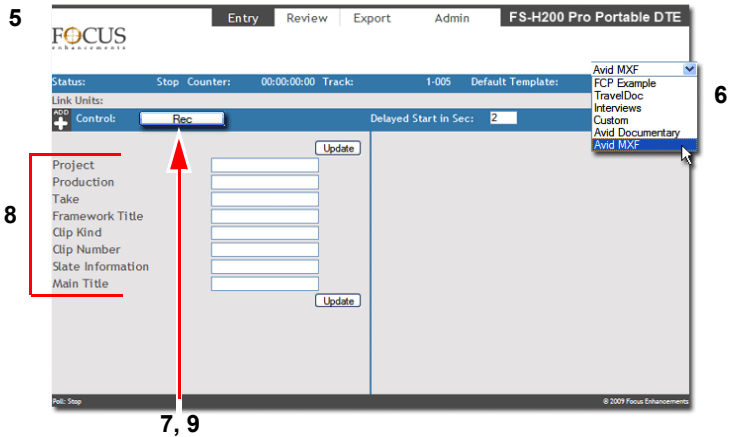 5
Entry Review Export Admin FS-H200 Pro Portable DTE
FOCUS
enhancements
Status: Stop Counter: 00:00:00:00 Track: 1-005 Default Template:
Avid MXF
FCP Example
TravelDoc
Interviews
Custom
Avid Documentary
Avid MXF
6
Link Units:
ADD
Control: Rec Delayed Start in Sec: 2
Update
8
Project
Production
Take
Framework Title
Clip Kind
Clip Number
Slate Information
Main Title
Update
Poll: Stop © 2009 Focus Enhancements
7, 9